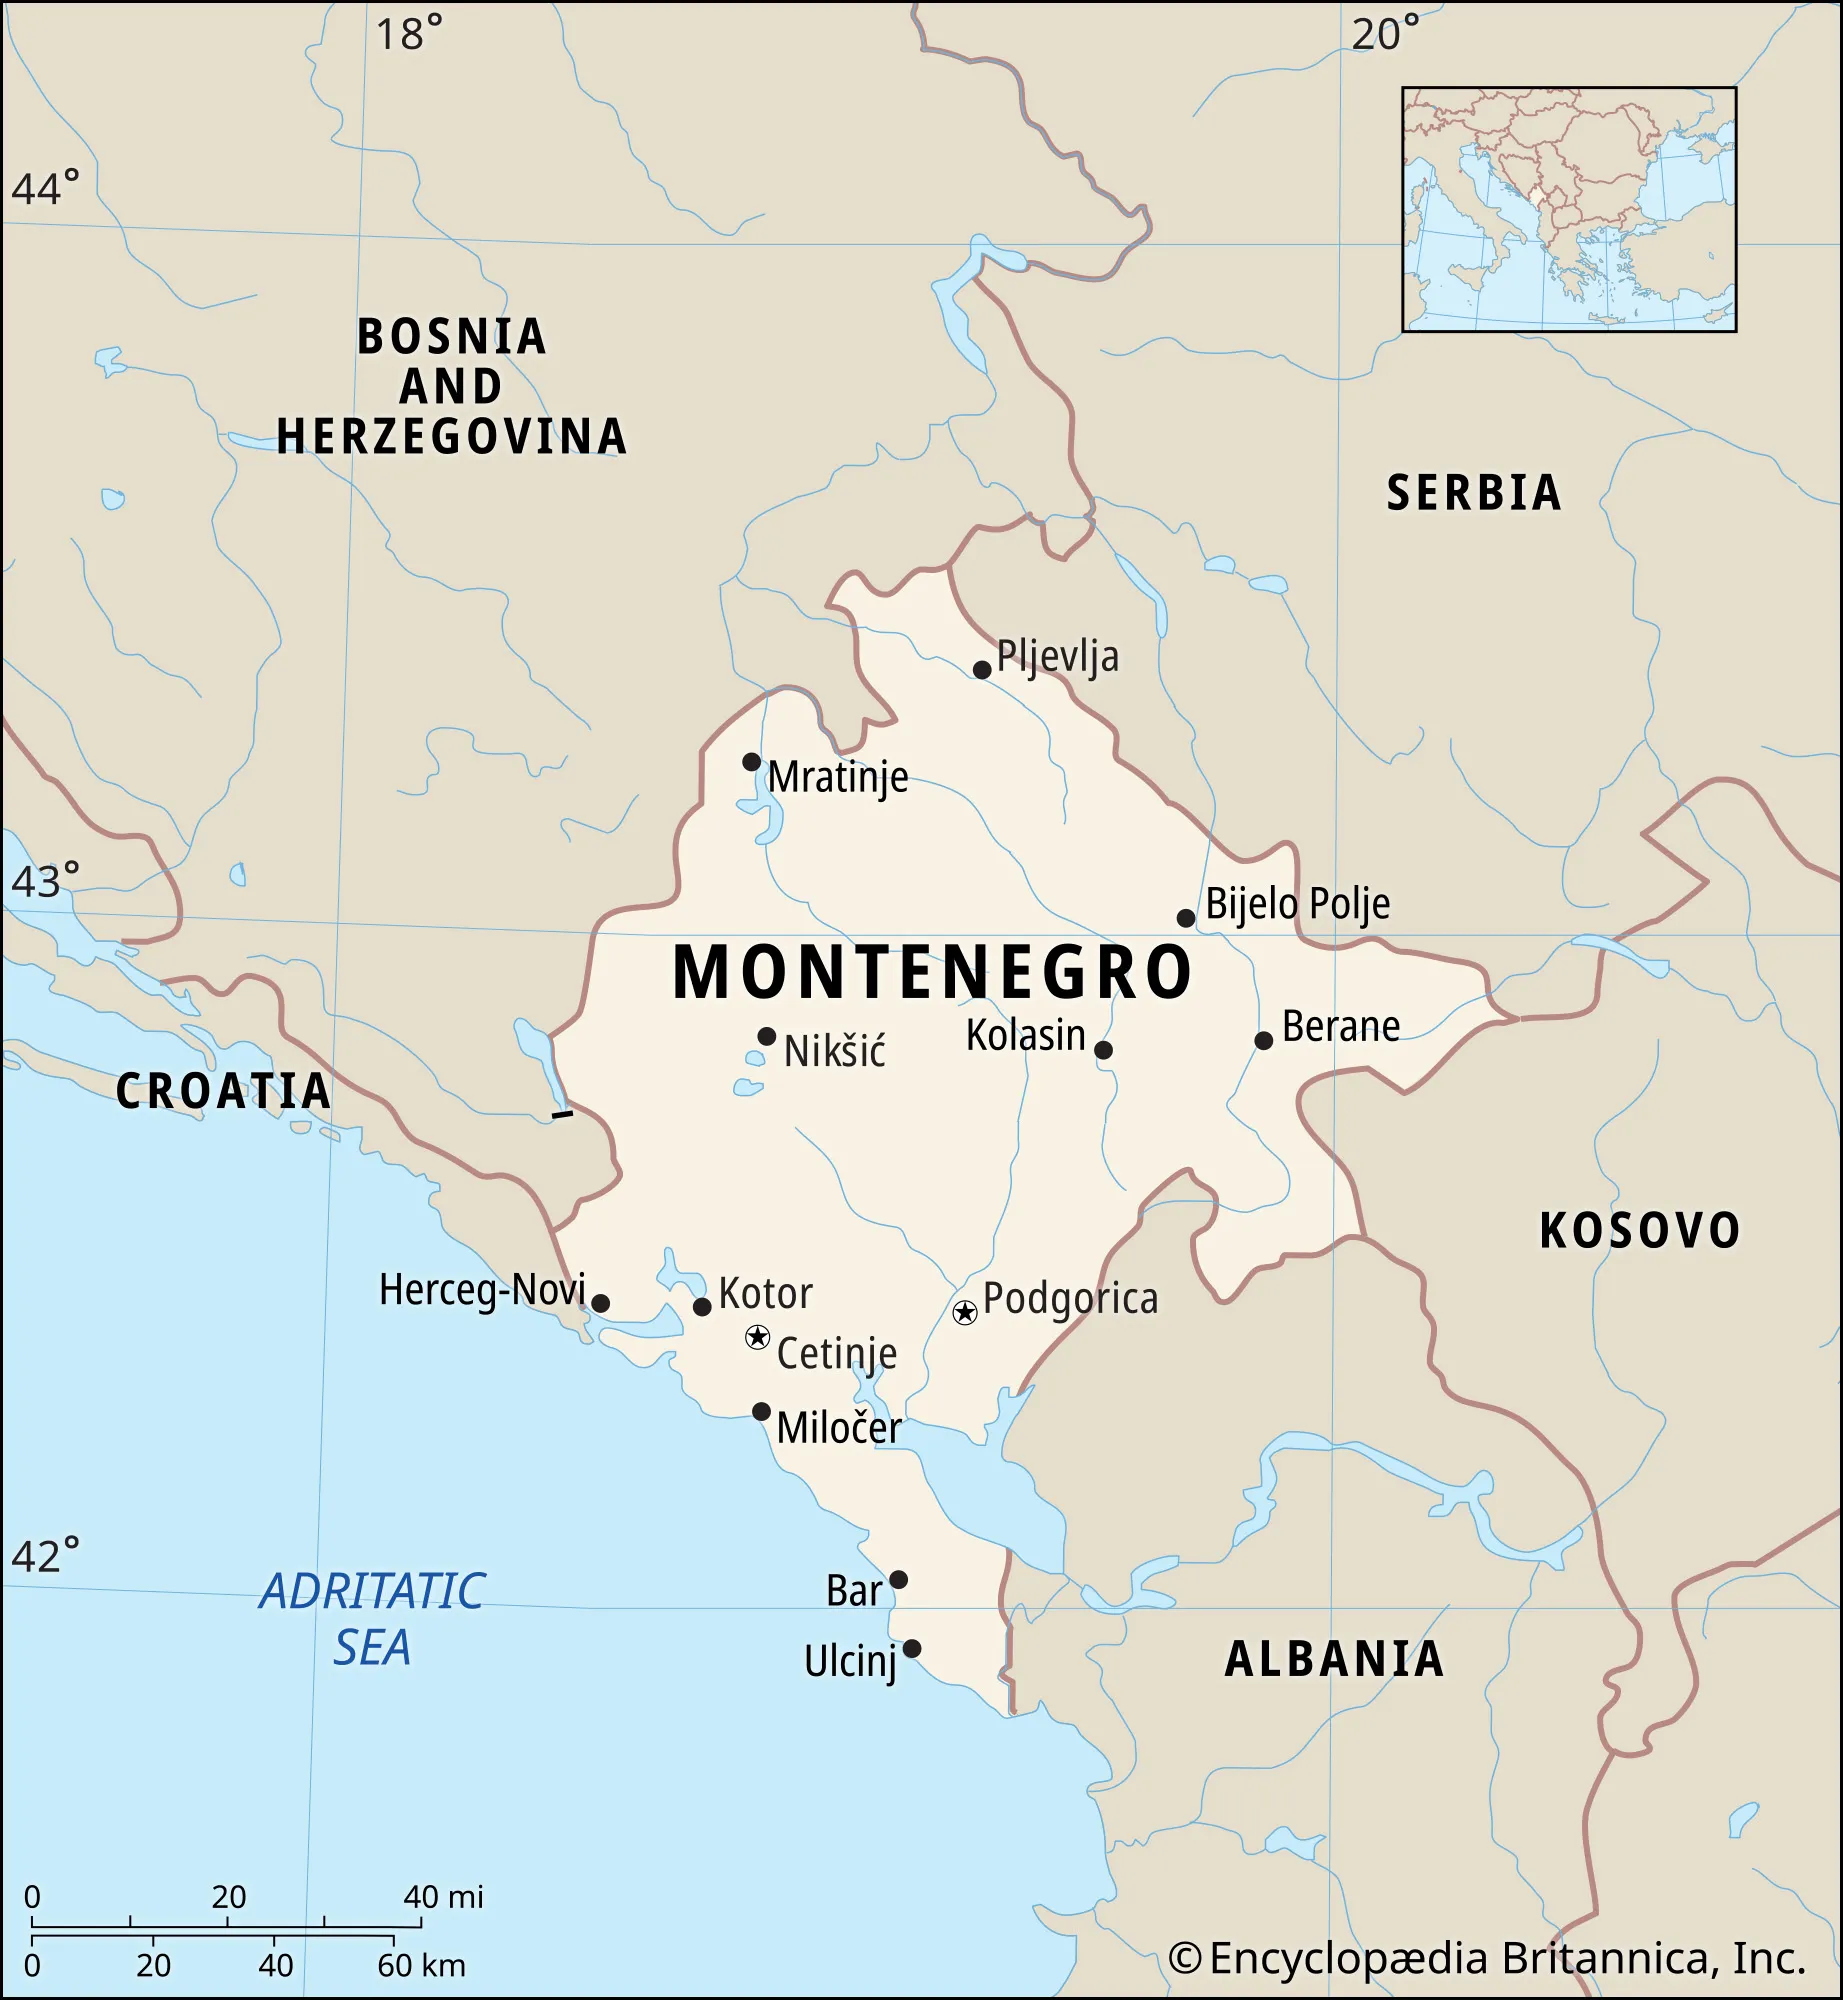 18°
20°
44°
BOSNIA
AND
HERZEGOVINA
SERBIA
Pljevlja
Mratinje
43°
Bijelo Polje
MONTENEGRO
Nikšić
Kolasin
Berane
CROATIA
KOSOVO
Herceg-Novi
Kotor
Podgorica
Cetinje
Miločer
42°
ADRITATIC
SEA
Bar
Ulcinj
ALBANIA
0 20 40 mi
0 20 40 60 km
© Encyclopædia Britannica, Inc.